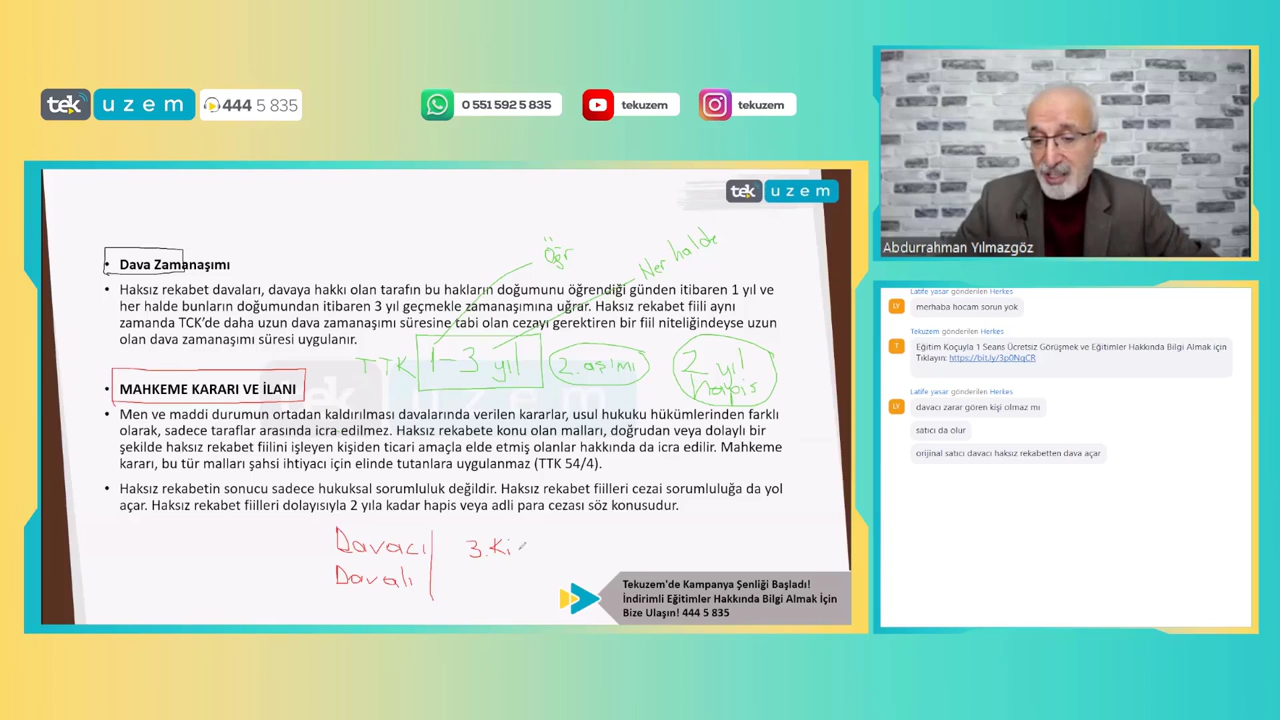 tek uzem 444 5 835
0 551 592 5 835
tekuzem
tekuzem
tek uzem
• Dava Zamanaşımı
Öğr
Her halde
• Haksız rekabet davaları, davaya hakkı olan tarafın bu hakların doğumunu öğrendiği günden itibaren 1 yıl ve
her halde bunların doğumundan itibaren 3 yıl geçmekle zamanaşımına uğrar. Haksız rekabet fiili aynı
zamanda TCK'de daha uzun dava zamanaşımı süresine tabi olan cezayı gerektiren bir fiil niteliğindeyse uzun
olan dava zamanaşımı süresi uygulanır.
TTK 1-3 yıl 2.aşımı 2 yıl
hapis
• MAHKEME KARARI VE İLANI
• Men ve maddi durumun ortadan kaldırılması davalarında verilen kararlar, usul hukuku hükümlerinden farklı
olarak, sadece taraflar arasında icra edilmez. Haksız rekabete konu olan malları, doğrudan veya dolaylı bir
şekilde haksız rekabet fiilini işleyen kişiden ticari amaçla elde etmiş olanlar hakkında da icra edilir. Mahkeme
kararı, bu tür malları şahsi ihtiyacı için elinde tutanlara uygulanmaz (TTK 54/4).
• Haksız rekabetin sonucu sadece hukuksal sorumluluk değildir. Haksız rekabet fiilleri cezai sorumluluğa da yol
açar. Haksız rekabet fiilleri dolayısıyla 2 yıla kadar hapis veya adli para cezası söz konusudur.
Davacı 3.Ki
Davalı
Tekuzem'de Kampanya Şenliği Başladı!
İndirimli Eğitimler Hakkında Bilgi Almak İçin
Bize Ulaşın! 444 5 835
Abdurrahman Yılmazgöz
Latife yasar gönderilen Herkes
LY merhaba hocam sorun yok
Tekuzem gönderilen Herkes
T Eğitim Koçuyla 1 Seans Ücretsiz Görüşmek ve Eğitimler Hakkında Bilgi Almak için
Tıklayın: https://bit.ly/3p0NqCR
Latife yasar gönderilen Herkes
LY davacı zarar gören kişi olmaz mı
satıcı da olur
orijinal satıcı davacı haksız rekabetten dava açar